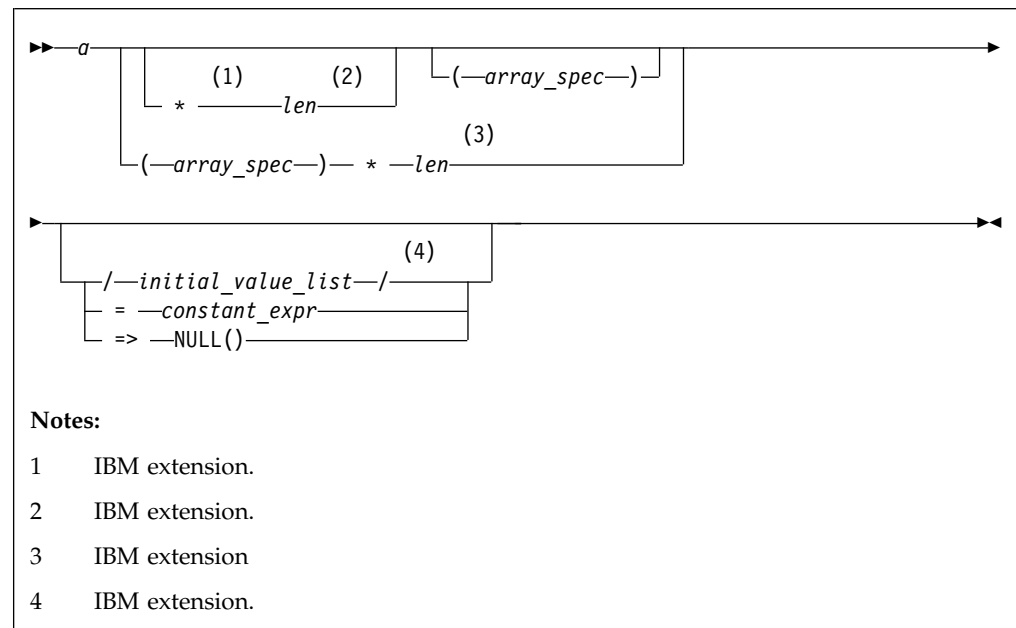 a
(1) (2)
* len
( array_spec )
(3)
( array_spec ) * len
(4)
/ initial_value_list /
= constant_expr
=> NULL()
Notes:
1 IBM extension.
2 IBM extension.
3 IBM extension
4 IBM extension.